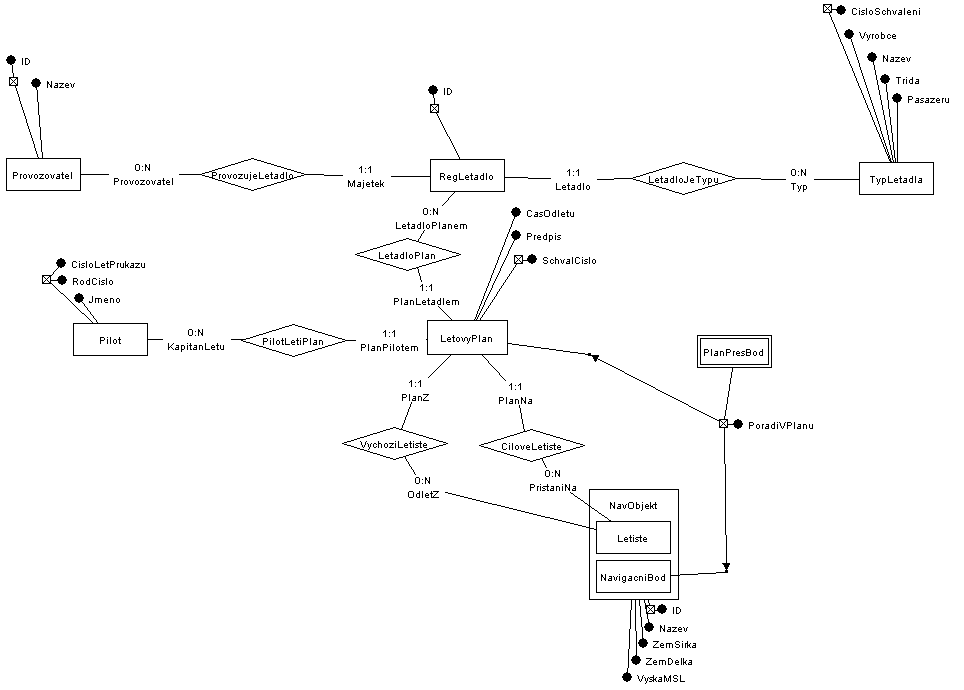 CisloSchvaleni
Vyrobce
Nazev
Trida
Pasazeru
ID
Nazev
ID
Provozovatel
0:N
Provozovatel
ProvozujeLetadlo
1:1
Majetek
RegLetadlo
1:1
Letadlo
LetadloJeTypu
0:N
Typ
TypLetadla
0:N
LetadloPlanem
LetadloPlan
1:1
PlanLetadlem
CasOdletu
Predpis
SchvalCislo
CisloLetPrukazu
RodCislo
Jmeno
Pilot
0:N
KapitanLetu
PilotLetiPlan
1:1
PlanPilotem
LetovyPlan
PlanPresBod
PoradiVPlanu
1:1
PlanZ
1:1
PlanNa
VychoziLetiste
CiloveLetiste
0:N
OdletZ
0:N
PristaniNa
NavObjekt
Letiste
NavigacniBod
ID
Nazev
ZemSirka
ZemDelka
VyskaMSL